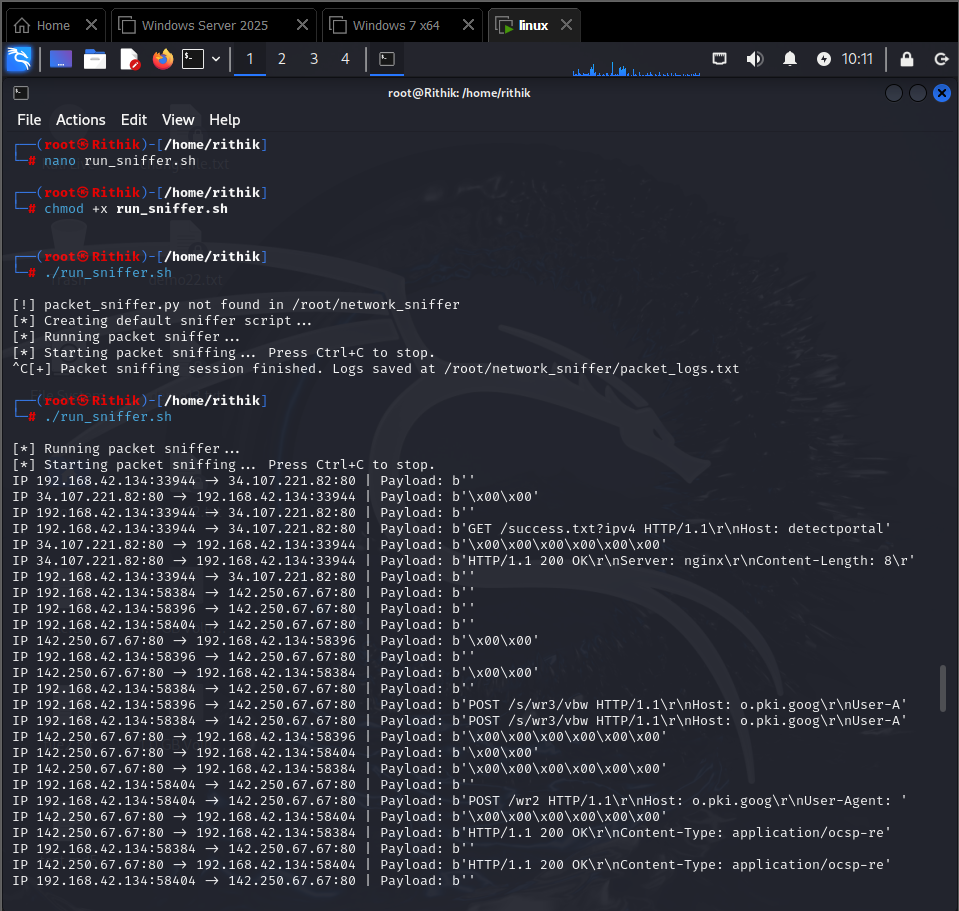 Home
Windows Server 2025
Windows 7 x64
linux
1 2 3 4
10:11
root@Rithik: /home/rithik
File Actions Edit View Help
┌──(root㉿Rithik)-[/home/rithik]
└─# nano run_sniffer.sh
┌──(root㉿Rithik)-[/home/rithik]
└─# chmod +x run_sniffer.sh
┌──(root㉿Rithik)-[/home/rithik]
└─# ./run_sniffer.sh
[!] packet_sniffer.py not found in /root/network_sniffer
[*] Creating default sniffer script...
[*] Running packet sniffer...
[*] Starting packet sniffing... Press Ctrl+C to stop.
^C[+] Packet sniffing session finished. Logs saved at /root/network_sniffer/packet_logs.txt
┌──(root㉿Rithik)-[/home/rithik]
└─# ./run_sniffer.sh
[*] Running packet sniffer...
[*] Starting packet sniffing... Press Ctrl+C to stop.
IP 192.168.42.134:33944 → 34.107.221.82:80 | Payload: b''
IP 34.107.221.82:80 → 192.168.42.134:33944 | Payload: b'\x00\x00'
IP 192.168.42.134:33944 → 34.107.221.82:80 | Payload: b''
IP 192.168.42.134:33944 → 34.107.221.82:80 | Payload: b'GET /success.txt?ipv4 HTTP/1.1\r\nHost: detectportal'
IP 34.107.221.82:80 → 192.168.42.134:33944 | Payload: b'\x00\x00\x00\x00\x00\x00'
IP 34.107.221.82:80 → 192.168.42.134:33944 | Payload: b'HTTP/1.1 200 OK\r\nServer: nginx\r\nContent-Length: 8\r'
IP 192.168.42.134:33944 → 34.107.221.82:80 | Payload: b''
IP 192.168.42.134:58384 → 142.250.67.67:80 | Payload: b''
IP 192.168.42.134:58396 → 142.250.67.67:80 | Payload: b''
IP 192.168.42.134:58404 → 142.250.67.67:80 | Payload: b''
IP 142.250.67.67:80 → 192.168.42.134:58396 | Payload: b'\x00\x00'
IP 192.168.42.134:58396 → 142.250.67.67:80 | Payload: b''
IP 142.250.67.67:80 → 192.168.42.134:58384 | Payload: b'\x00\x00'
IP 192.168.42.134:58384 → 142.250.67.67:80 | Payload: b''
IP 192.168.42.134:58396 → 142.250.67.67:80 | Payload: b'POST /s/wr3/vbw HTTP/1.1\r\nHost: o.pki.goog\r\nUser-A'
IP 192.168.42.134:58384 → 142.250.67.67:80 | Payload: b'POST /s/wr3/vbw HTTP/1.1\r\nHost: o.pki.goog\r\nUser-A'
IP 142.250.67.67:80 → 192.168.42.134:58396 | Payload: b'\x00\x00\x00\x00\x00\x00'
IP 142.250.67.67:80 → 192.168.42.134:58404 | Payload: b'\x00\x00'
IP 142.250.67.67:80 → 192.168.42.134:58384 | Payload: b'\x00\x00\x00\x00\x00\x00'
IP 192.168.42.134:58404 → 142.250.67.67:80 | Payload: b''
IP 192.168.42.134:58404 → 142.250.67.67:80 | Payload: b'POST /wr2 HTTP/1.1\r\nHost: o.pki.goog\r\nUser-Agent: '
IP 142.250.67.67:80 → 192.168.42.134:58404 | Payload: b'\x00\x00\x00\x00\x00\x00'
IP 142.250.67.67:80 → 192.168.42.134:58384 | Payload: b'HTTP/1.1 200 OK\r\nContent-Type: application/ocsp-re'
IP 192.168.42.134:58384 → 142.250.67.67:80 | Payload: b''
IP 142.250.67.67:80 → 192.168.42.134:58404 | Payload: b'HTTP/1.1 200 OK\r\nContent-Type: application/ocsp-re'
IP 192.168.42.134:58404 → 142.250.67.67:80 | Payload: b''